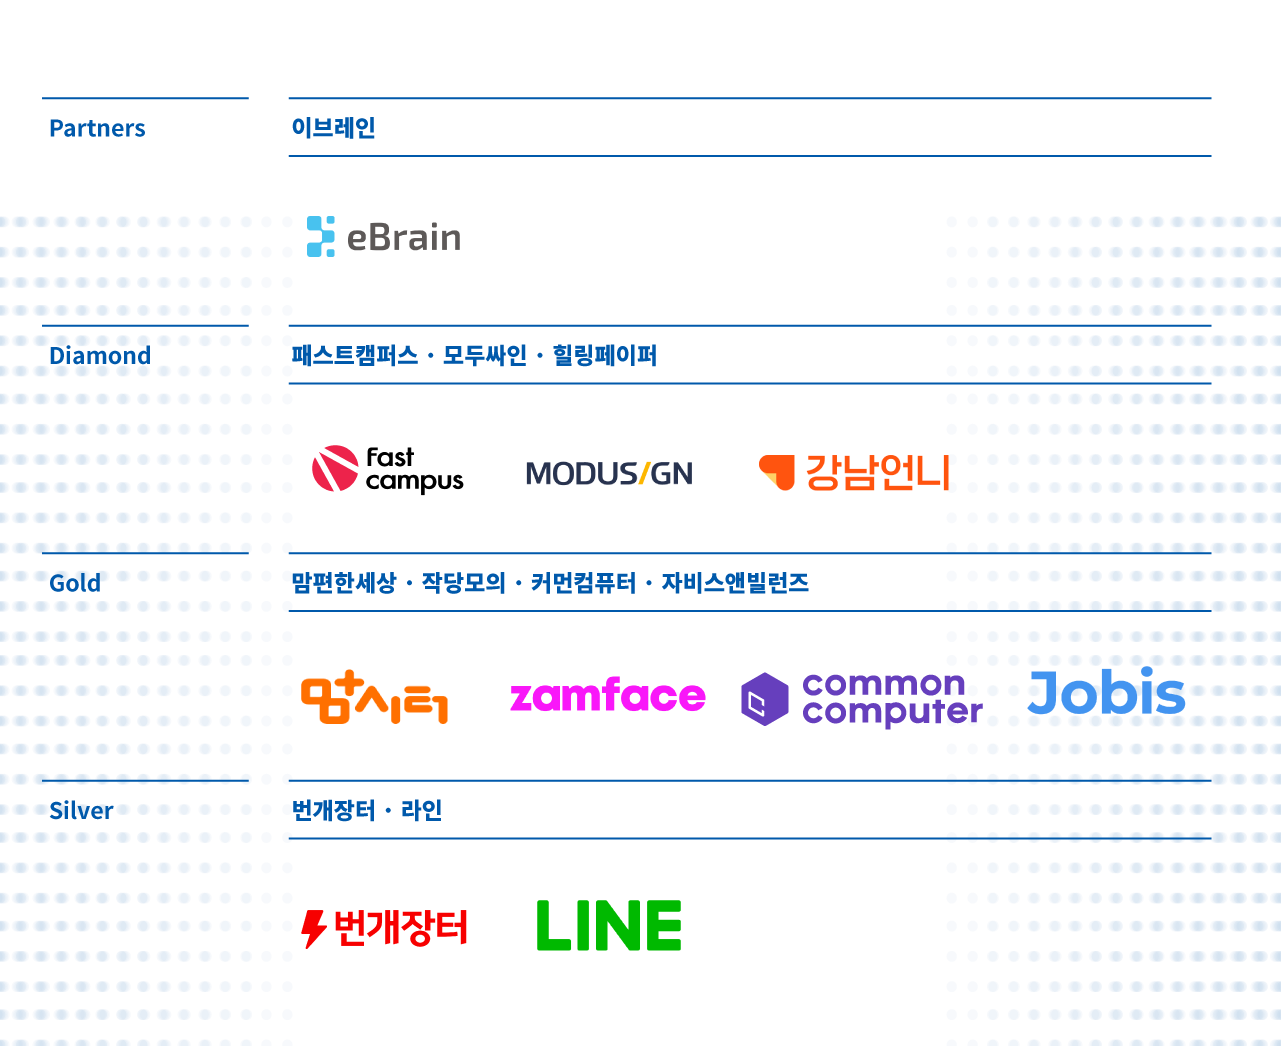 Partners
이브레인
eBrain
Diamond
패스트캠퍼스 · 모두싸인 · 힐링페이퍼
fast
campus
MODUSIGN
강남언니
Gold
맘편한세상 · 작당모의 · 커먼컴퓨터 · 자비스앤빌런즈
맘시터
zamface
common
computer
Jobis
Silver
번개장터 · 라인
번개장터
LINE